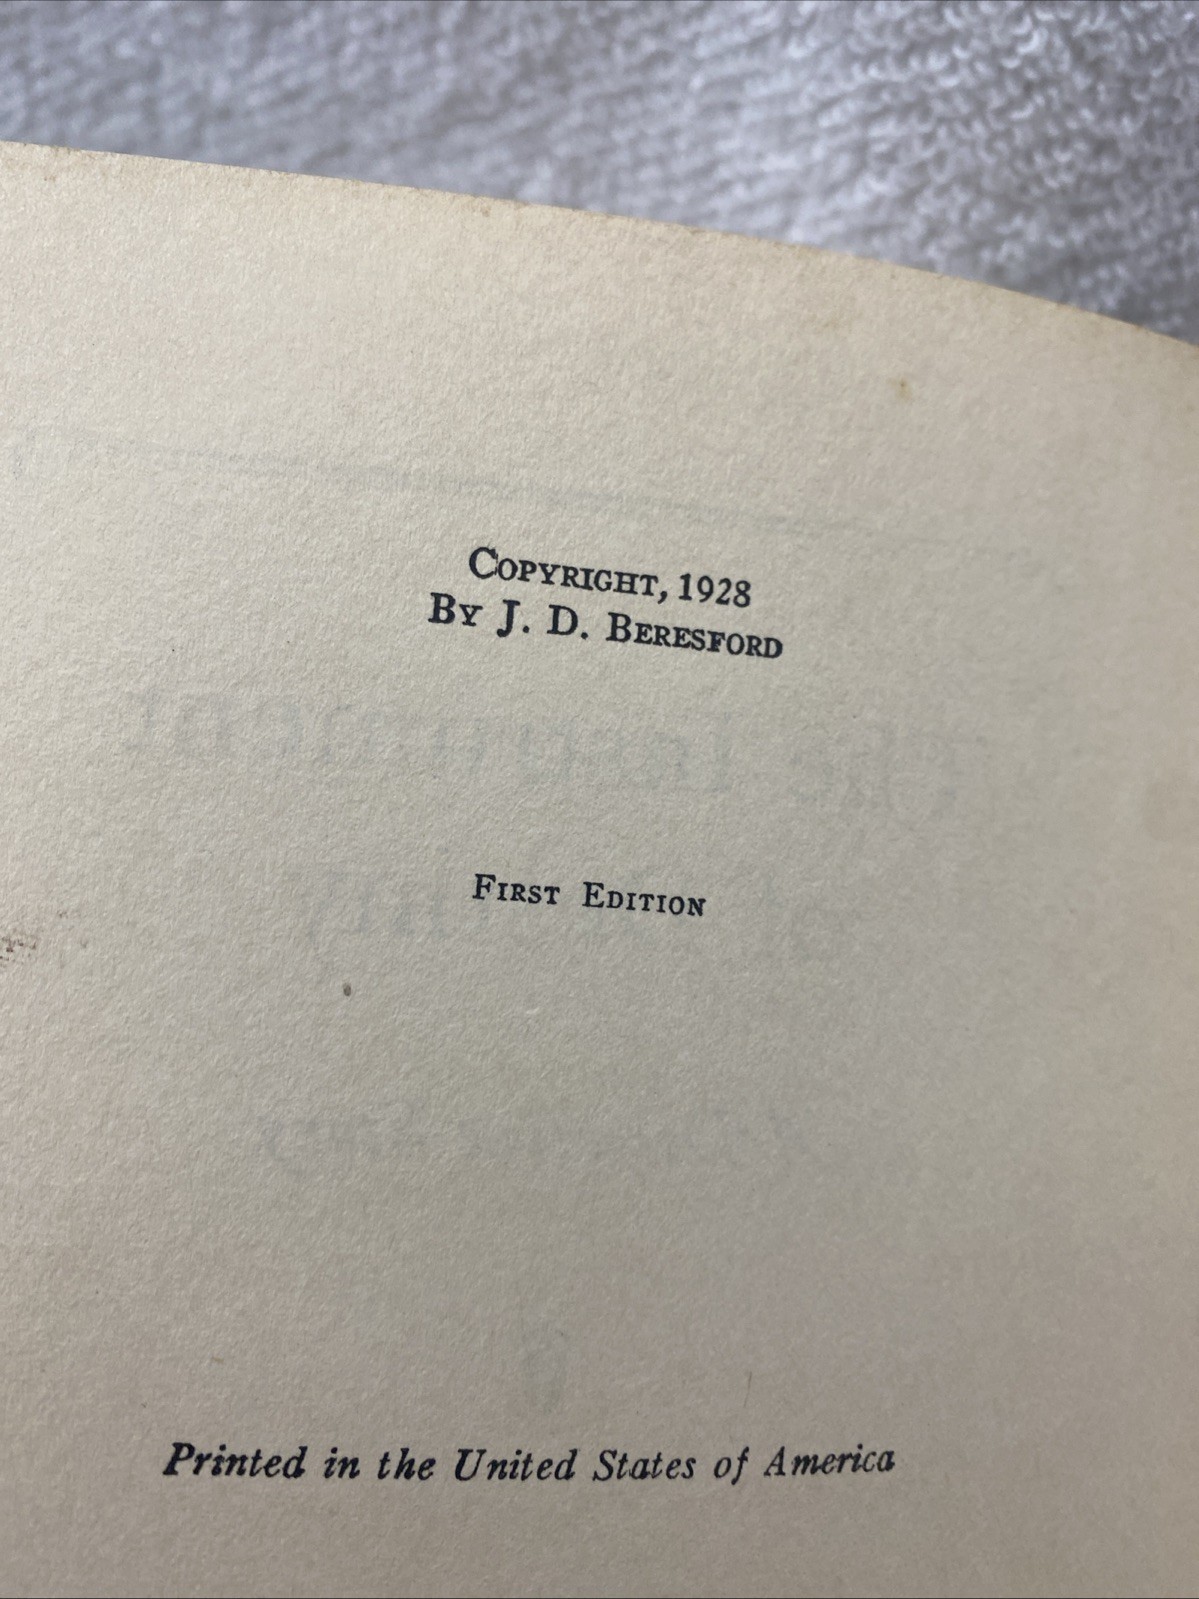 COPYRIGHT, 1928
BY J. D. BERESFORD
FIRST EDITION
Printed in the United States of America